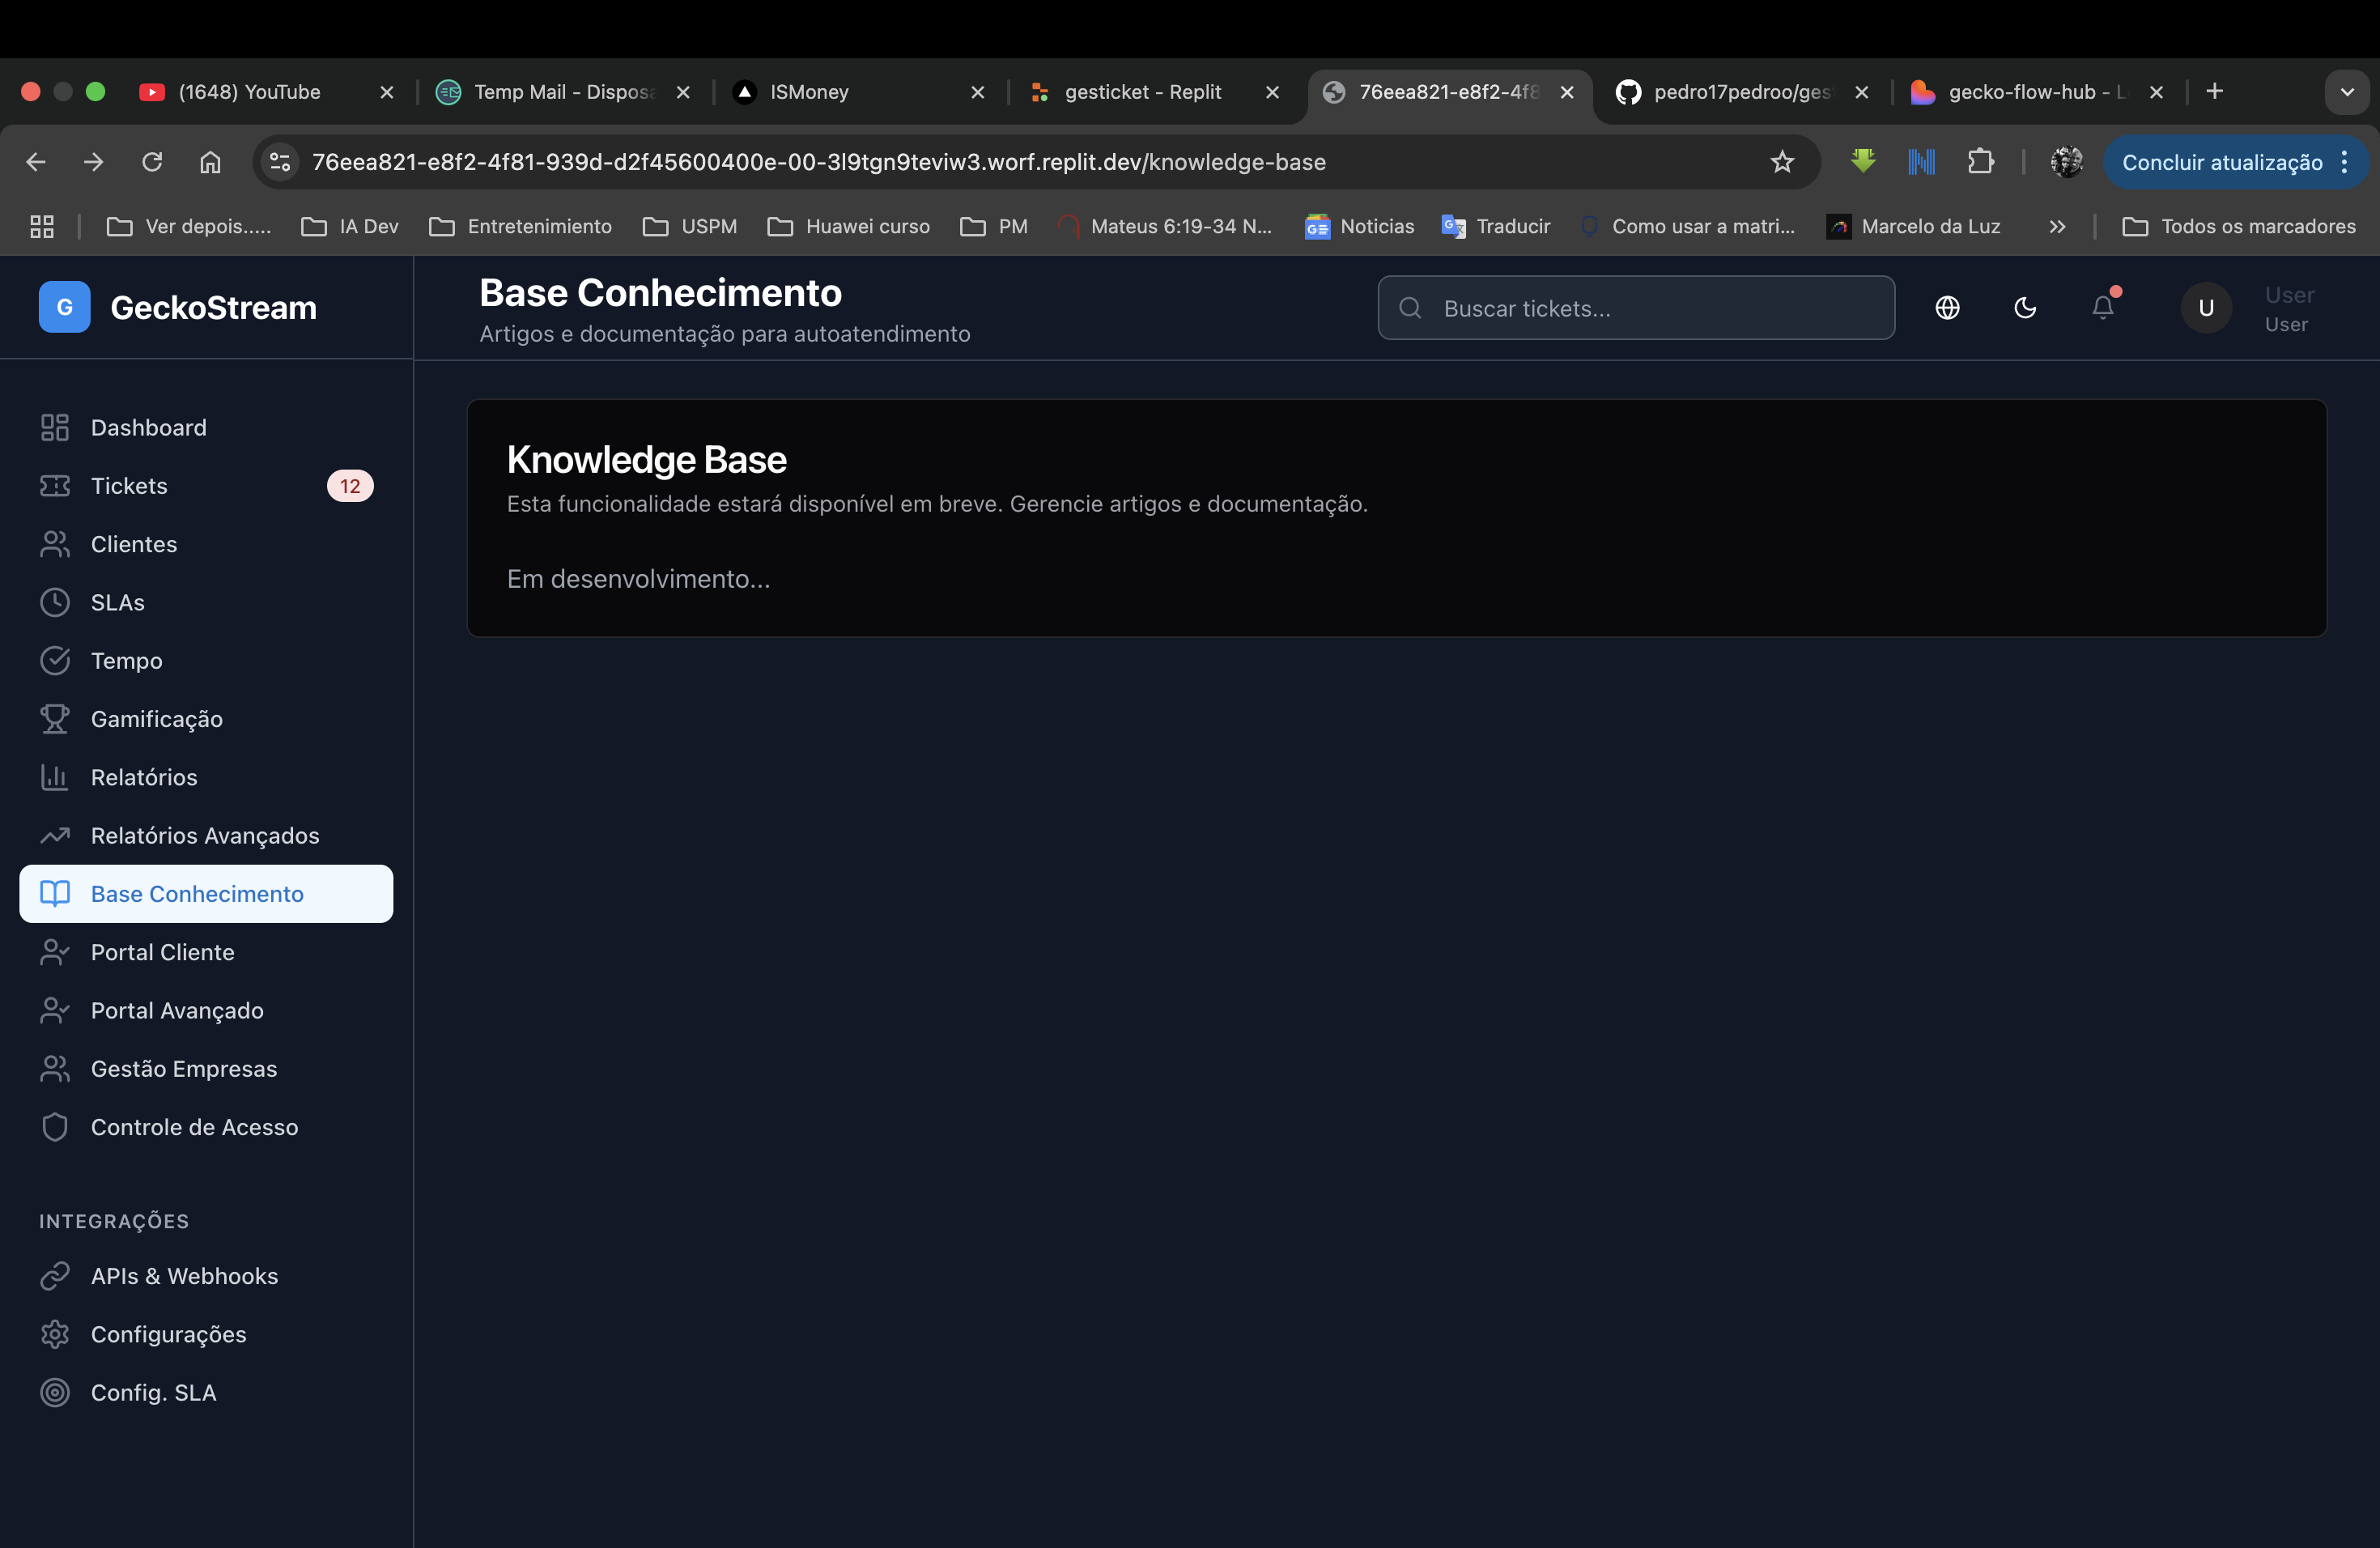 (1648) YouTube
Temp Mail - Disposa
ISMoney
gesticket - Replit
76eea821-e8f2-4f8
pedro17pedroo/ges
gecko-flow-hub - L
76eea821-e8f2-4f81-939d-d2f45600400e-00-3l9tgn9teviw3.worf.replit.dev/knowledge-base
Concluir atualização
Ver depois.....
IA Dev
Entretenimiento
USPM
Huawei curso
PM
Mateus 6:19-34 N...
Noticias
Traducir
Como usar a matri...
Marcelo da Luz
Todos os marcadores
G
GeckoStream
Base Conhecimento
Artigos e documentação para autoatendimento
Buscar tickets...
U
User
User
Dashboard
Tickets
12
Clientes
SLAs
Tempo
Gamificação
Relatórios
Relatórios Avançados
Base Conhecimento
Portal Cliente
Portal Avançado
Gestão Empresas
Controle de Acesso
INTEGRAÇÕES
APIs & Webhooks
Configurações
Config. SLA
Knowledge Base
Esta funcionalidade estará disponível em breve. Gerencie artigos e documentação.
Em desenvolvimento...